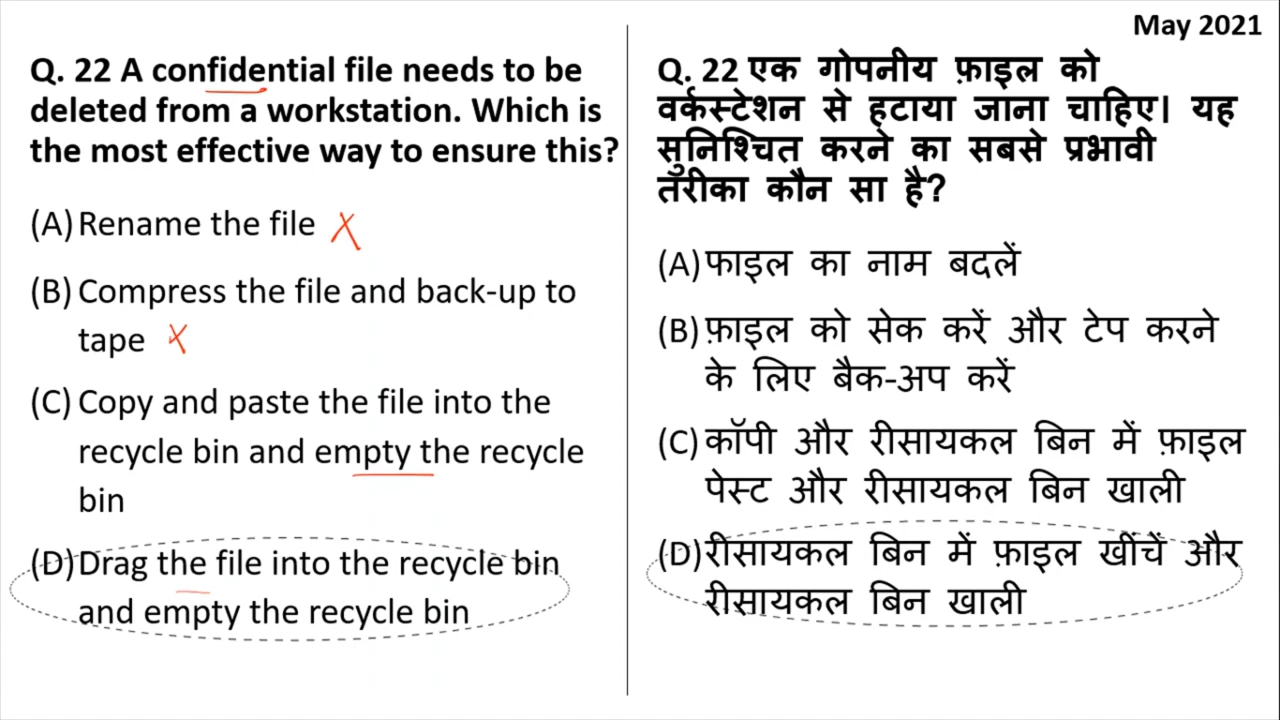 May 2021
Q. 22 A confidential file needs to be
deleted from a workstation. Which is
the most effective way to ensure this?
(A) Rename the file
(B) Compress the file and back-up to
tape
(C) Copy and paste the file into the
recycle bin and empty the recycle
bin
(D) Drag the file into the recycle bin
and empty the recycle bin
Q. 22 एक गोपनीय फ़ाइल को
वर्कस्टेशन से हटाया जाना चाहिए। यह
सुनिश्चित करने का सबसे प्रभावी
तरीका कौन सा है?
(A) फाइल का नाम बदलें
(B) फ़ाइल को सेक करें और टेप करने
के लिए बैक-अप करें
(C) कॉपी और रीसायकल बिन में फ़ाइल
पेस्ट और रीसायकल बिन खाली
(D) रीसायकल बिन में फ़ाइल खींचें और
रीसायकल बिन खाली